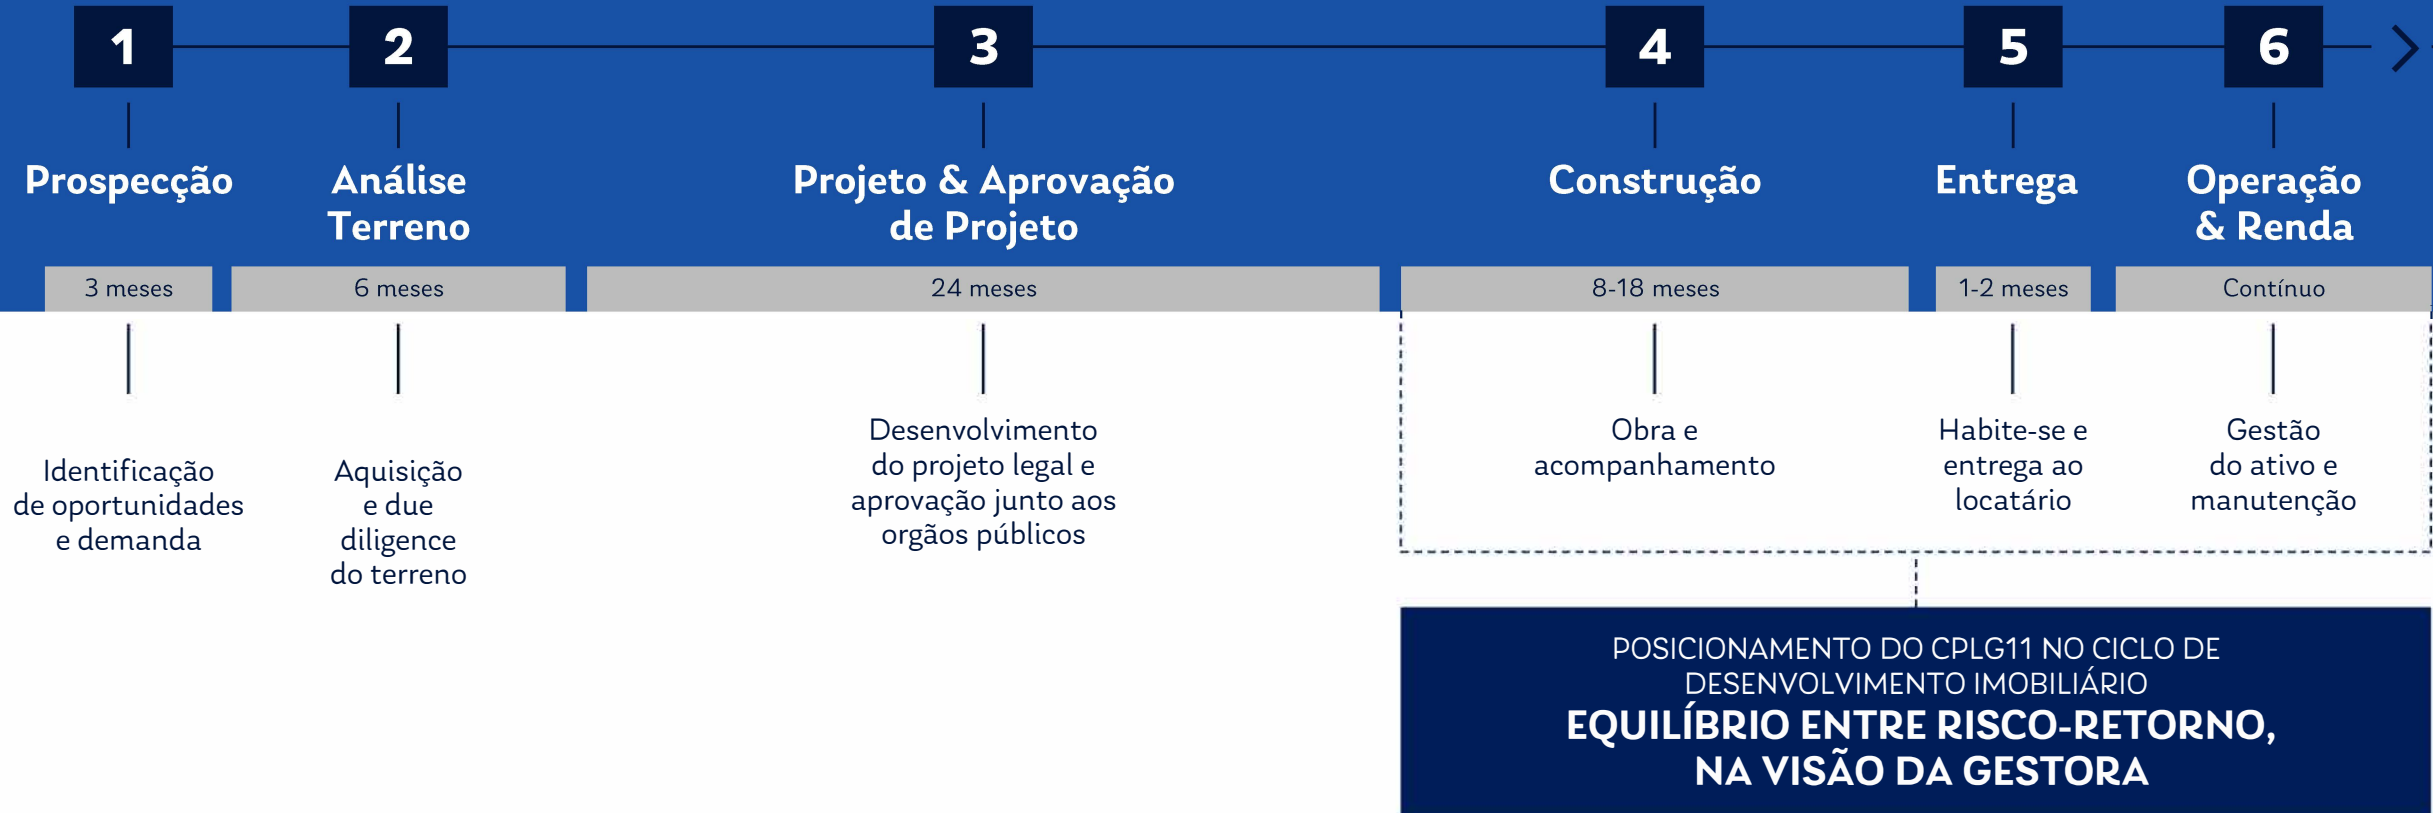 1
2
3
4
5
6
Prospecção
Análise
Terreno
Projeto & Aprovação
de Projeto
Construção
Entrega
Operação
& Renda
3 meses
6 meses
24 meses
8-18 meses
1-2 meses
Contínuo
Identificação
de oportunidades
e demanda
Aquisição
e due
diligence
do terreno
Desenvolvimento
do projeto legal e
aprovação junto aos
orgãos públicos
Obra e
acompanhamento
Habite-se e
entrega ao
locatário
Gestão
do ativo e
manutenção
POSICIONAMENTO DO CPLG11 NO CICLO DE
DESENVOLVIMENTO IMOBILIÁRIO
EQUILÍBRIO ENTRE RISCO-RETORNO,
NA VISÃO DA GESTORA